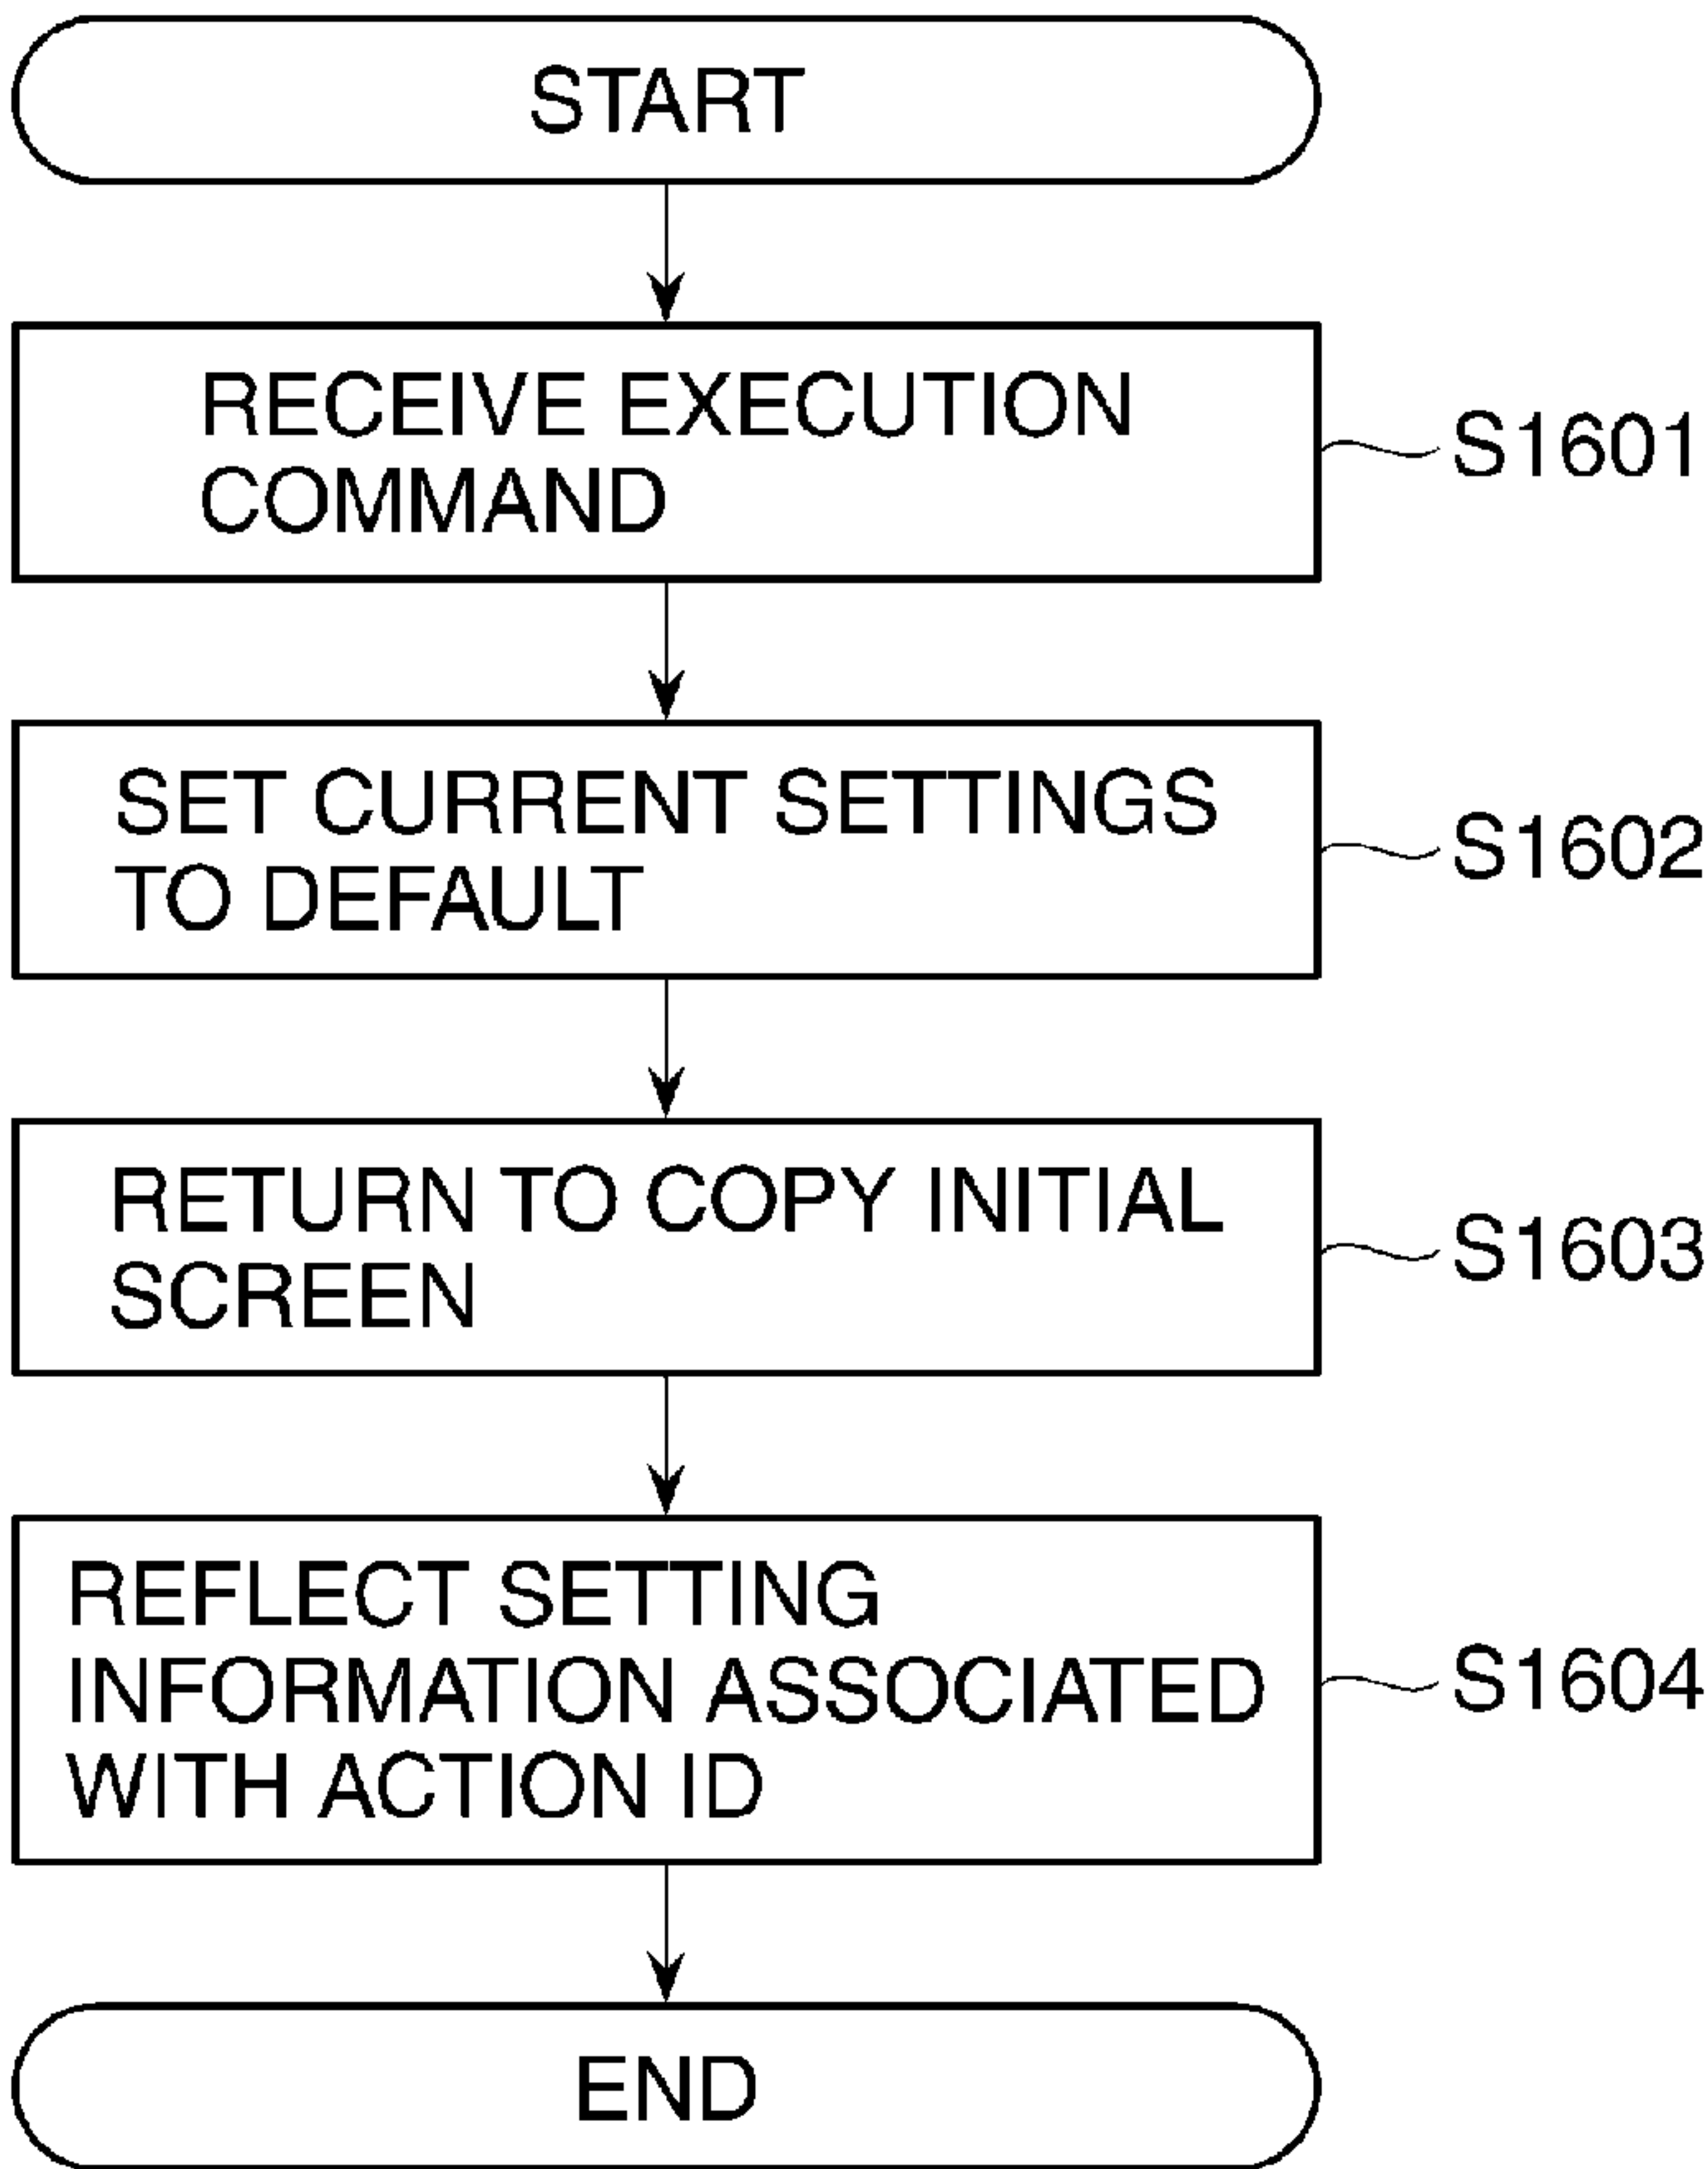 START
RECEIVE EXECUTION
COMMAND
S1601
SET CURRENT SETTINGS
TO DEFAULT
S1602
RETURN TO COPY INITIAL
SCREEN
S1603
REFLECT SETTING
INFORMATION ASSOCIATED
WITH ACTION ID
S1604
END